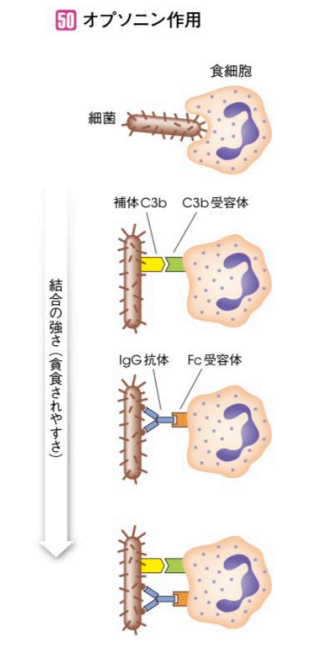 50 オプソニン作用
食細胞
細菌
補体C3b
C3b受容体
結合の強さ(貪食されやすさ)
IgG抗体
Fc受容体